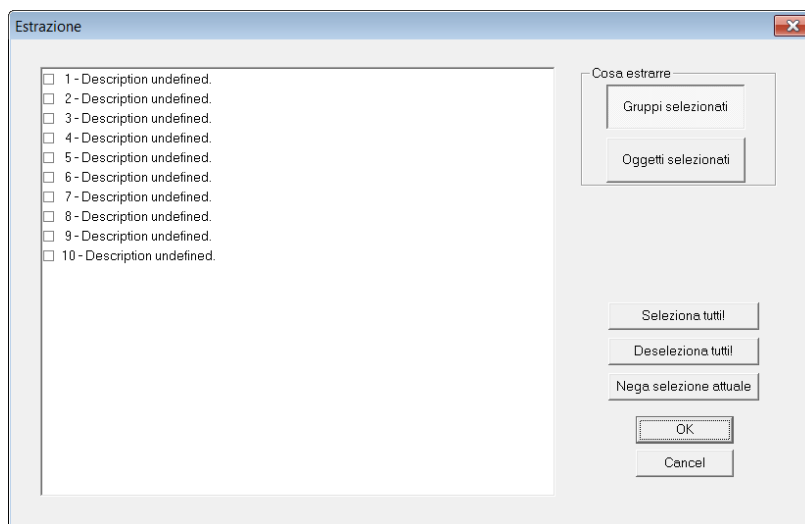 Estrazione
1 - Description undefined.
2 - Description undefined.
3 - Description undefined.
4 - Description undefined.
5 - Description undefined.
6 - Description undefined.
7 - Description undefined.
8 - Description undefined.
9 - Description undefined.
10 - Description undefined.
Cosa estrarre
Gruppi selezionati
Oggetti selezionati
Seleziona tutti!
Deseleziona tutti!
Nega selezione attuale
OK
Cancel